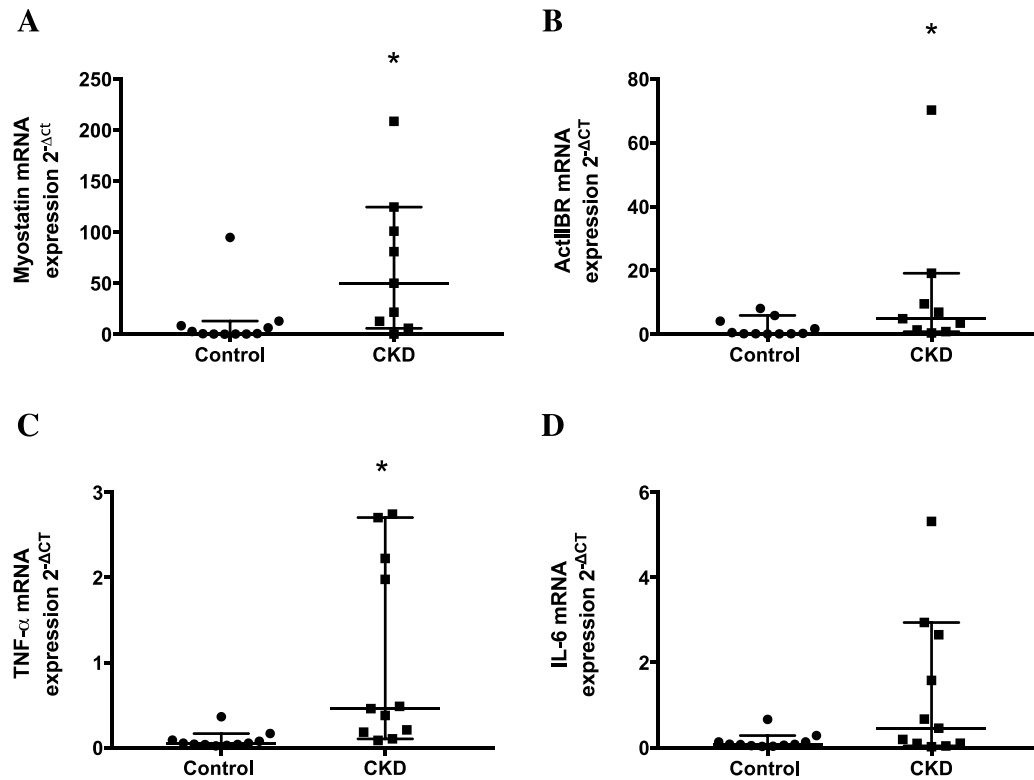 A
*
Myostatin mRNA
expression 2-Δct
250
200
150
100
50
0
Control
CKD
B
*
ActIIBR mRNA
expression 2-ΔCT
80
60
40
20
0
Control
CKD
C
*
TNF-α mRNA
expression 2-ΔCT
3
2
1
0
Control
CKD
D
IL-6 mRNA
expression 2-ΔCT
6
4
2
0
Control
CKD